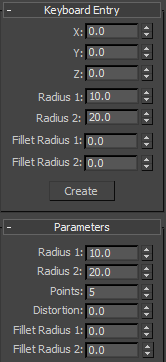 - Keyboard Entry
X: 0.0
Y: 0.0
Z: 0.0
Radius 1: 10.0
Radius 2: 20.0
Fillet Radius 1: 0.0
Fillet Radius 2: 0.0
Create
- Parameters
Radius 1: 10.0
Radius 2: 20.0
Points: 5
Distortion: 0.0
Fillet Radius 1: 0.0
Fillet Radius 2: 0.0